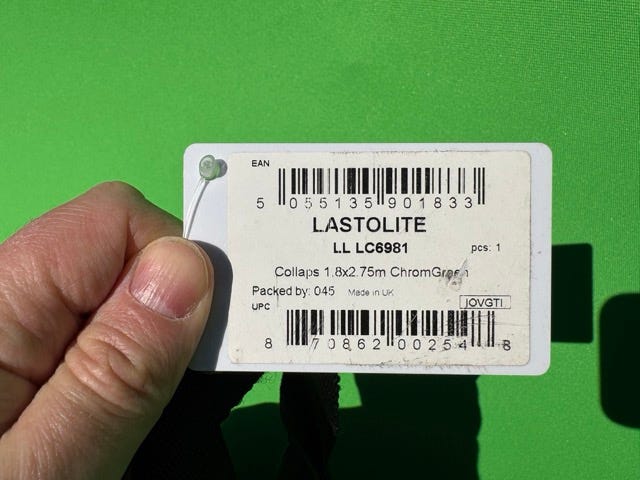 EAN
5 055135 901833
LASTOLITE
LL LC6981
pcs: 1
Collaps 1.8x2.75m ChromGreen
Packed by: 045 Made in UK
UPC
JOVGTI
8 70862 00254 8